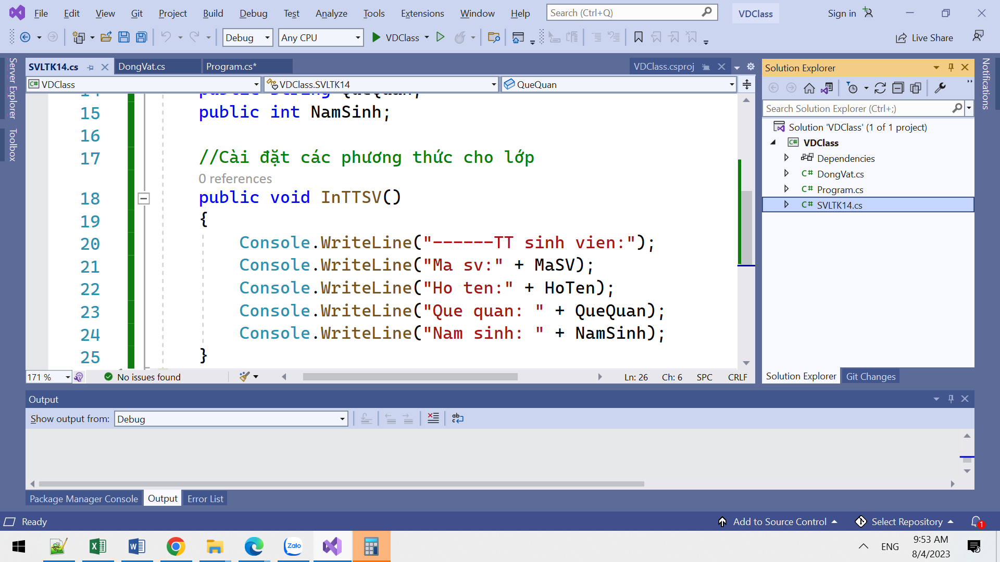 File Edit View Git Project Build Debug Test Analyze Tools Extensions Window Help Search (Ctrl+Q) VDClass Sign in
Debug Any CPU VDClass Live Share
SVLTK14.cs DongVat.cs Program.cs* VDClass.csproj
VDClass VDClass.SVLTK14 QueQuan
14 public string QueQuan;
15 public int NamSinh;
16
17 //Cài đặt các phương thức cho lớp
0 references
18 public void InTTSV()
19 {
20 Console.WriteLine("------TT sinh vien:");
21 Console.WriteLine("Ma sv:" + MaSV);
22 Console.WriteLine("Ho ten:" + HoTen);
23 Console.WriteLine("Que quan: " + QueQuan);
24 Console.WriteLine("Nam sinh: " + NamSinh);
25 }
171 % No issues found Ln: 26 Ch: 6 SPC CRLF
Server Explorer
Toolbox
Solution Explorer
Search Solution Explorer (Ctrl+;)
Solution 'VDClass' (1 of 1 project)
C# VDClass
Dependencies
C# DongVat.cs
C# Program.cs
C# SVLTK14.cs
Solution Explorer Git Changes
Notifications
Output
Show output from: Debug
Package Manager Console Output Error List
Ready Add to Source Control Select Repository 1
Zalo ENG 9:53 AM
8/4/2023